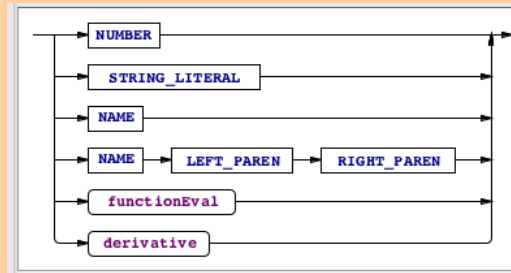 NUMBER
STRING_LITERAL
NAME
NAME LEFT_PAREN RIGHT_PAREN
functionEval
derivative